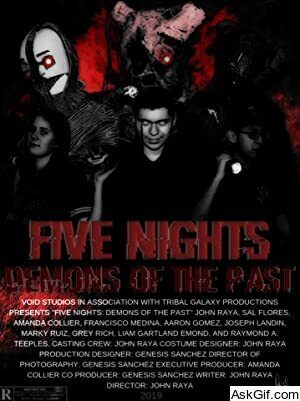 FIVE NIGHTS
DEMONS OF THE PAST
VOID STUDIOS IN ASSOCIATION WITH TRIBAL GALAXY PRODUCTIONS
PRESENTS "FIVE NIGHTS: DEMONS OF THE PAST" JOHN RAYA, SAL FLORES,
AMANDA COLLIER, FRANCISCO MEDINA, AARON GOMEZ, JOSEPH LANDIN,
MARKY RUIZ, GREY RICH, LIAM GARTLAND EMOND, AND RAYMOND A.
TEEPLES. CASTING CREW: JOHN RAYA COSTUME DESIGNER: JOHN RAYA
PRODUCTION DESIGNER: GENESIS SANCHEZ DIRECTOR OF
PHOTOGRAPHY: GENESIS SANCHEZ EXECUTIVE PRODUCER: AMANDA
COLLIER CO PRODUCER: GENESIS SANCHEZ WRITER: JOHN RAYA
DIRECTOR: JOHN RAYA
R
2019
AskGif.com